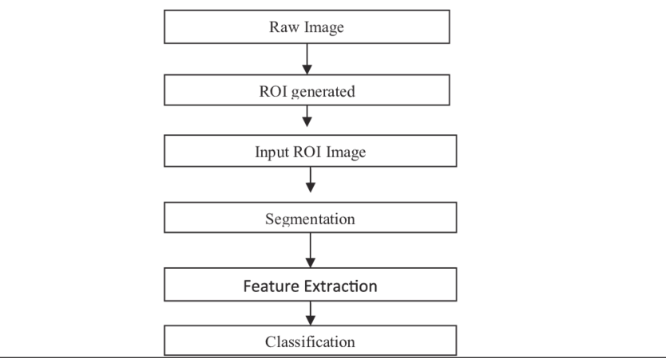 Raw Image
ROI generated
Input ROI Image
Segmentation
Feature Extraction
Classification